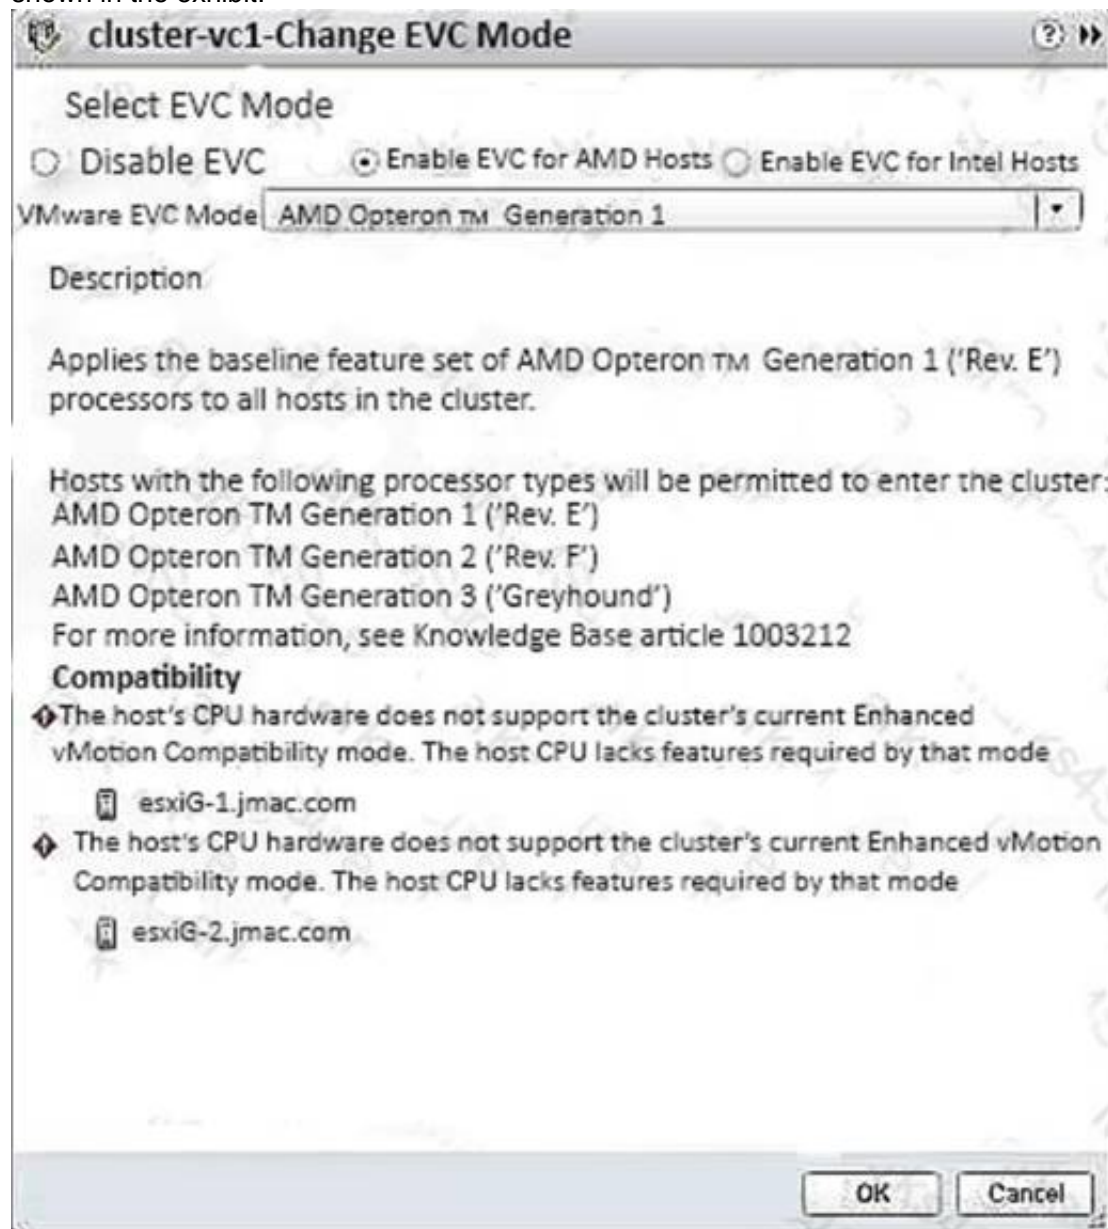 shown in the exhibit.
cluster-vc1-Change EVC Mode
Select EVC Mode
Disable EVC Enable EVC for AMD Hosts Enable EVC for Intel Hosts
VMware EVC Mode AMD Opteron TM Generation 1
Description
Applies the baseline feature set of AMD Opteron TM Generation 1 ('Rev. E')
processors to all hosts in the cluster.
Hosts with the following processor types will be permitted to enter the cluster:
AMD Opteron TM Generation 1 ('Rev. E')
AMD Opteron TM Generation 2 ('Rev. F')
AMD Opteron TM Generation 3 ('Greyhound')
For more information, see Knowledge Base article 1003212
Compatibility
The host's CPU hardware does not support the cluster's current Enhanced
vMotion Compatibility mode. The host CPU lacks features required by that mode
esxiG-1.jmac.com
The host's CPU hardware does not support the cluster's current Enhanced vMotion
Compatibility mode. The host CPU lacks features required by that mode
esxiG-2.jmac.com
OK Cancel